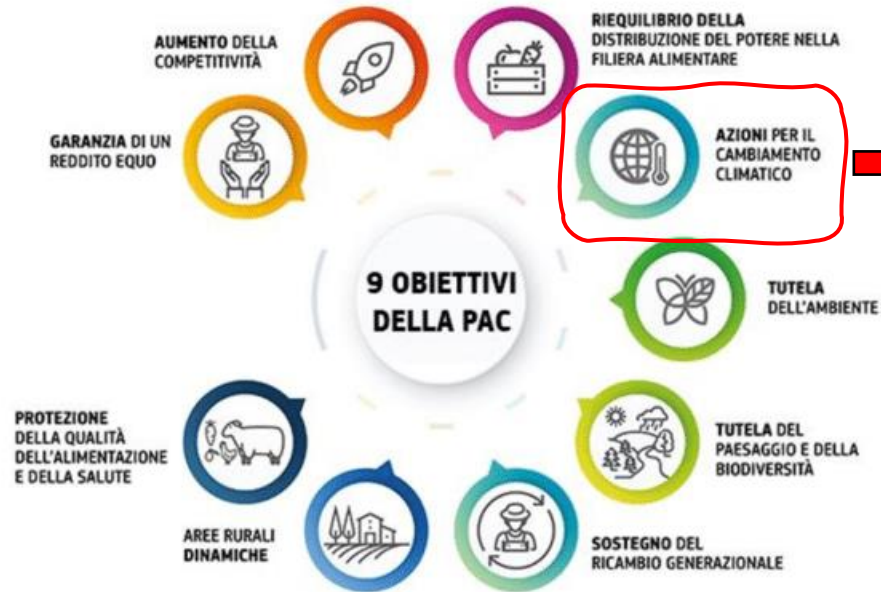 AUMENTO DELLA
COMPETITIVITÀ
RIEQUILIBRIO DELLA
DISTRIBUZIONE DEL POTERE NELLA
FILIERA ALIMENTARE
GARANZIA DI UN
REDDITO EQUO
AZIONI PER IL
CAMBIAMENTO
CLIMATICO
9 OBIETTIVI
DELLA PAC
TUTELA
DELL'AMBIENTE
PROTEZIONE
DELLA QUALITÀ
DELL'ALIMENTAZIONE
E DELLA SALUTE
TUTELA DEL
PAESAGGIO E DELLA
BIODIVERSITÀ
AREE RURALI
DINAMICHE
SOSTEGNO DEL
RICAMBIO GENERAZIONALE